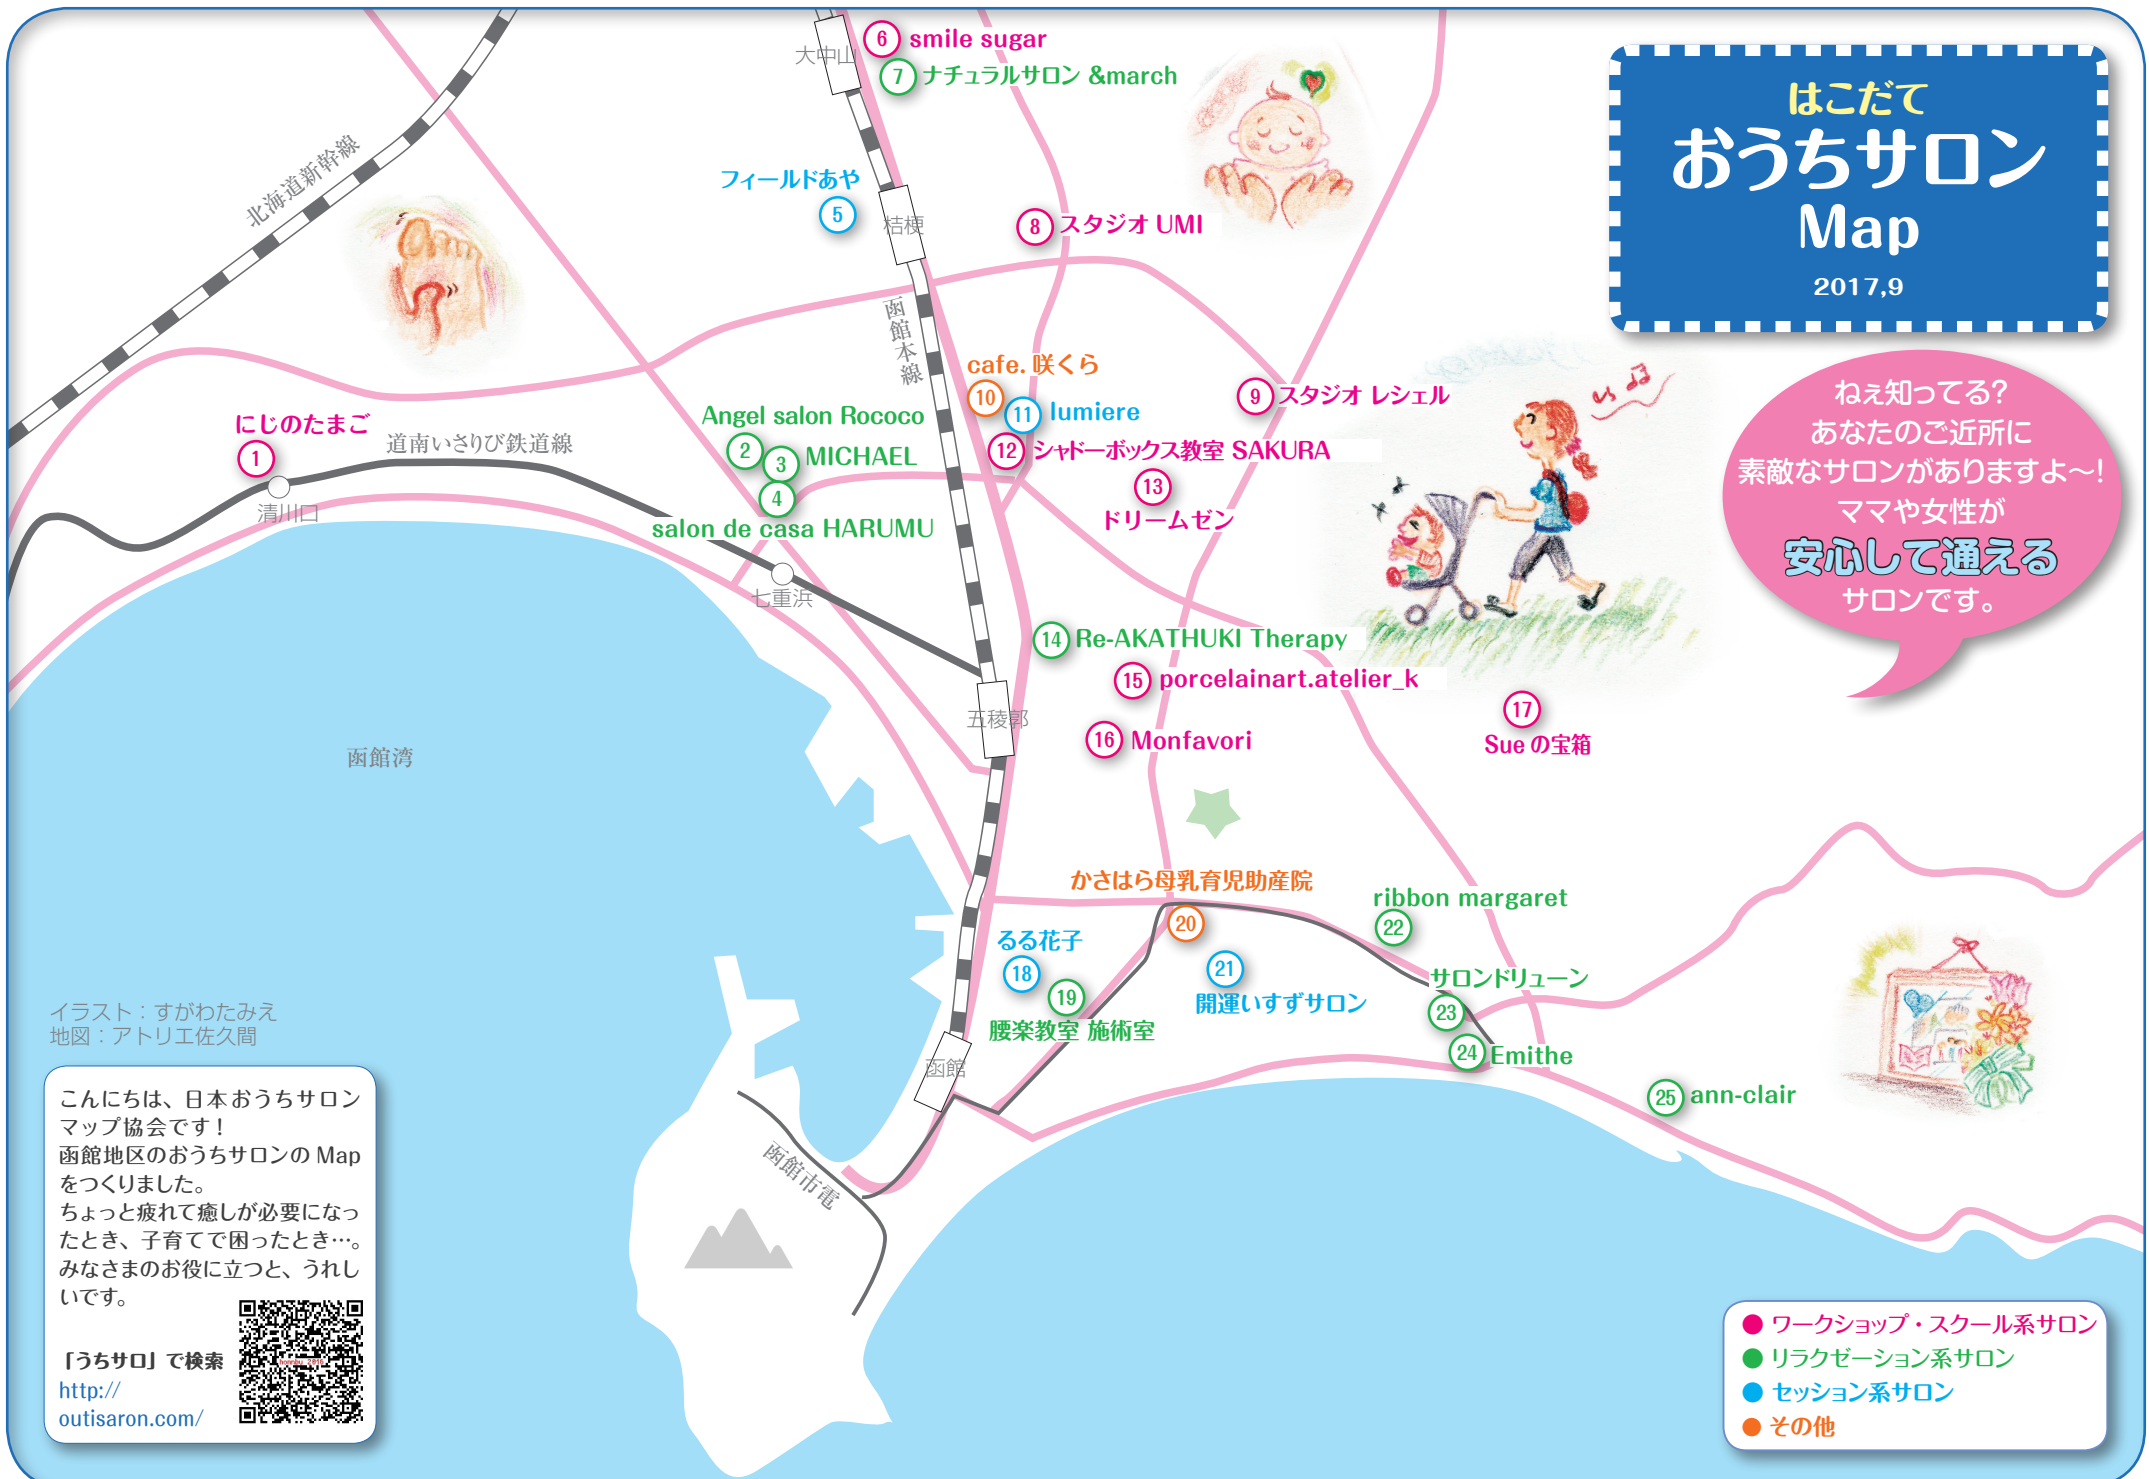 はこだて
おうちサロン
Map
2017,9
ねぇ知ってる?
あなたのご近所に
素敵なサロンがありますよ〜!
ママや女性が
安心して通える
サロンです。
大中山
6 smile sugar
7 ナチュラルサロン &march
北海道新幹線
フィールドあや
5
桔梗
8 スタジオ UMI
函館本線
cafe. 咲くら
10
11 lumiere
9 スタジオ レシェル
12 シャドーボックス教室 SAKURA
13
ドリームゼン
にじのたまご
1
道南いさりび鉄道線
清川口
Angel salon Rococo
2
3 MICHAEL
4
salon de casa HARUMU
七重浜
14 Re-AKATHUKI Therapy
15 porcelainart.atelier_k
五稜郭
16 Monfavori
17
Sue の宝箱
函館湾
かさはら母乳育児助産院
20
るる花子
18
19
腰楽教室 施術室
21
開運いすずサロン
ribbon margaret
22
サロンドリューン
23
24 Emithe
25 ann-clair
函館
函館市電
イラスト：すがわたみえ
地図：アトリエ佐久間
こんにちは、日本おうちサロン
マップ協会です！
函館地区のおうちサロンの Map
をつくりました。
ちょっと疲れて癒しが必要になっ
たとき、子育てで困ったとき…。
みなさまのお役に立つと、うれし
いです。
「うちサロ」で検索
http://
outisaron.com/
honnbu 2016
● ワークショップ・スクール系サロン
● リラクゼーション系サロン
● セッション系サロン
● その他